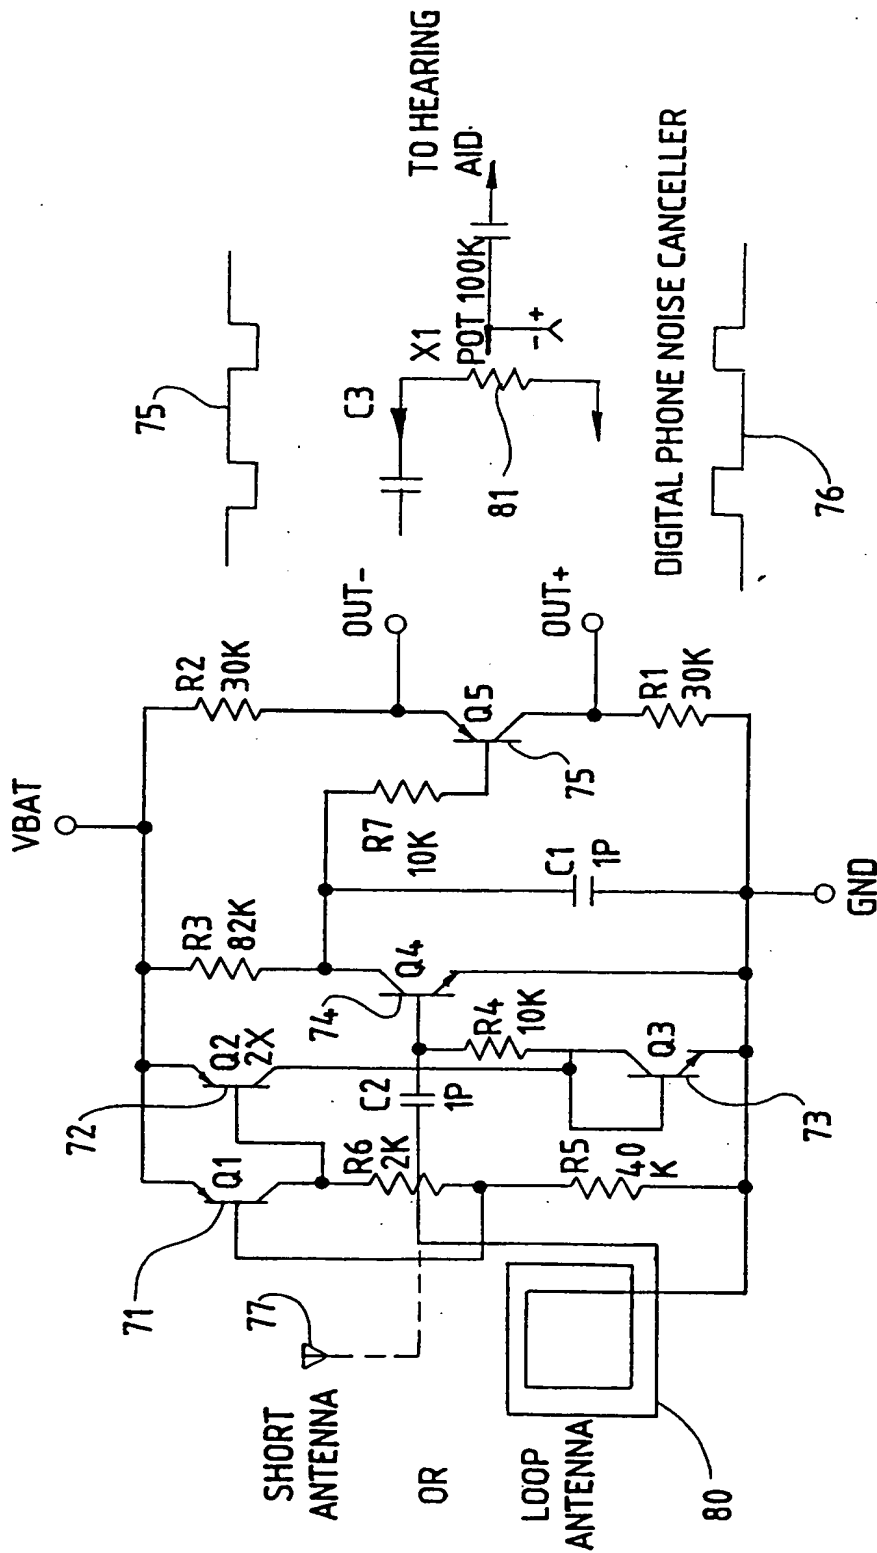 VBAT
R3
82K
R2
30K
72
Q2
2X
71
Q1
74
Q4
R7
10K
Q5
75
OUT-
75
C3
X1
POT 100K
-
+
81
TO HEARING
AID.
77
SHORT
ANTENNA
OR
LOOP
ANTENNA
80
R6
2K
C2
1P
R4
10K
R5
40
K
Q3
73
C1
1P
OUT+
R1
30K
GND
76
DIGITAL PHONE NOISE CANCELLER